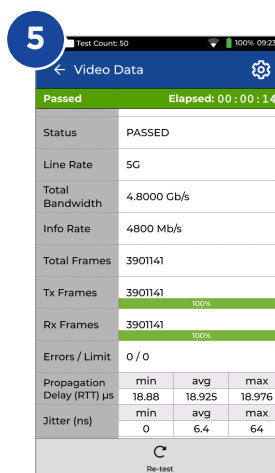 5
Test Count: 50 100% 09:23
Video Data
Passed Elapsed: 00:00:14
Status PASSED
Line Rate 5G
Total Bandwidth 4.8000 Gb/s
Info Rate 4800 Mb/s
Total Frames 3901141
Tx Frames 3901141
100%
Rx Frames 3901141
100%
Errors / Limit 0 / 0
Propagation Delay (RTT) µs min avg max
18.88 18.925 18.976
Jitter (ns) min avg max
0 6.4 64
Re-test